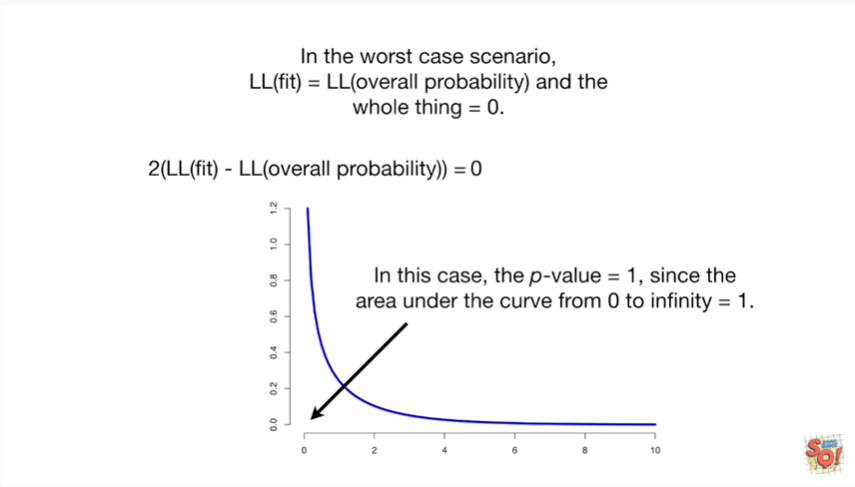 In the worst case scenario,
LL(fit) = LL(overall probability) and the
whole thing = 0.
2(LL(fit) - LL(overall probability)) = 0
1.2
1.0
0.8
0.6
0.4
0.2
0.0
In this case, the p-value = 1, since the
area under the curve from 0 to infinity = 1.
0 2 4 6 8 10
SQ!